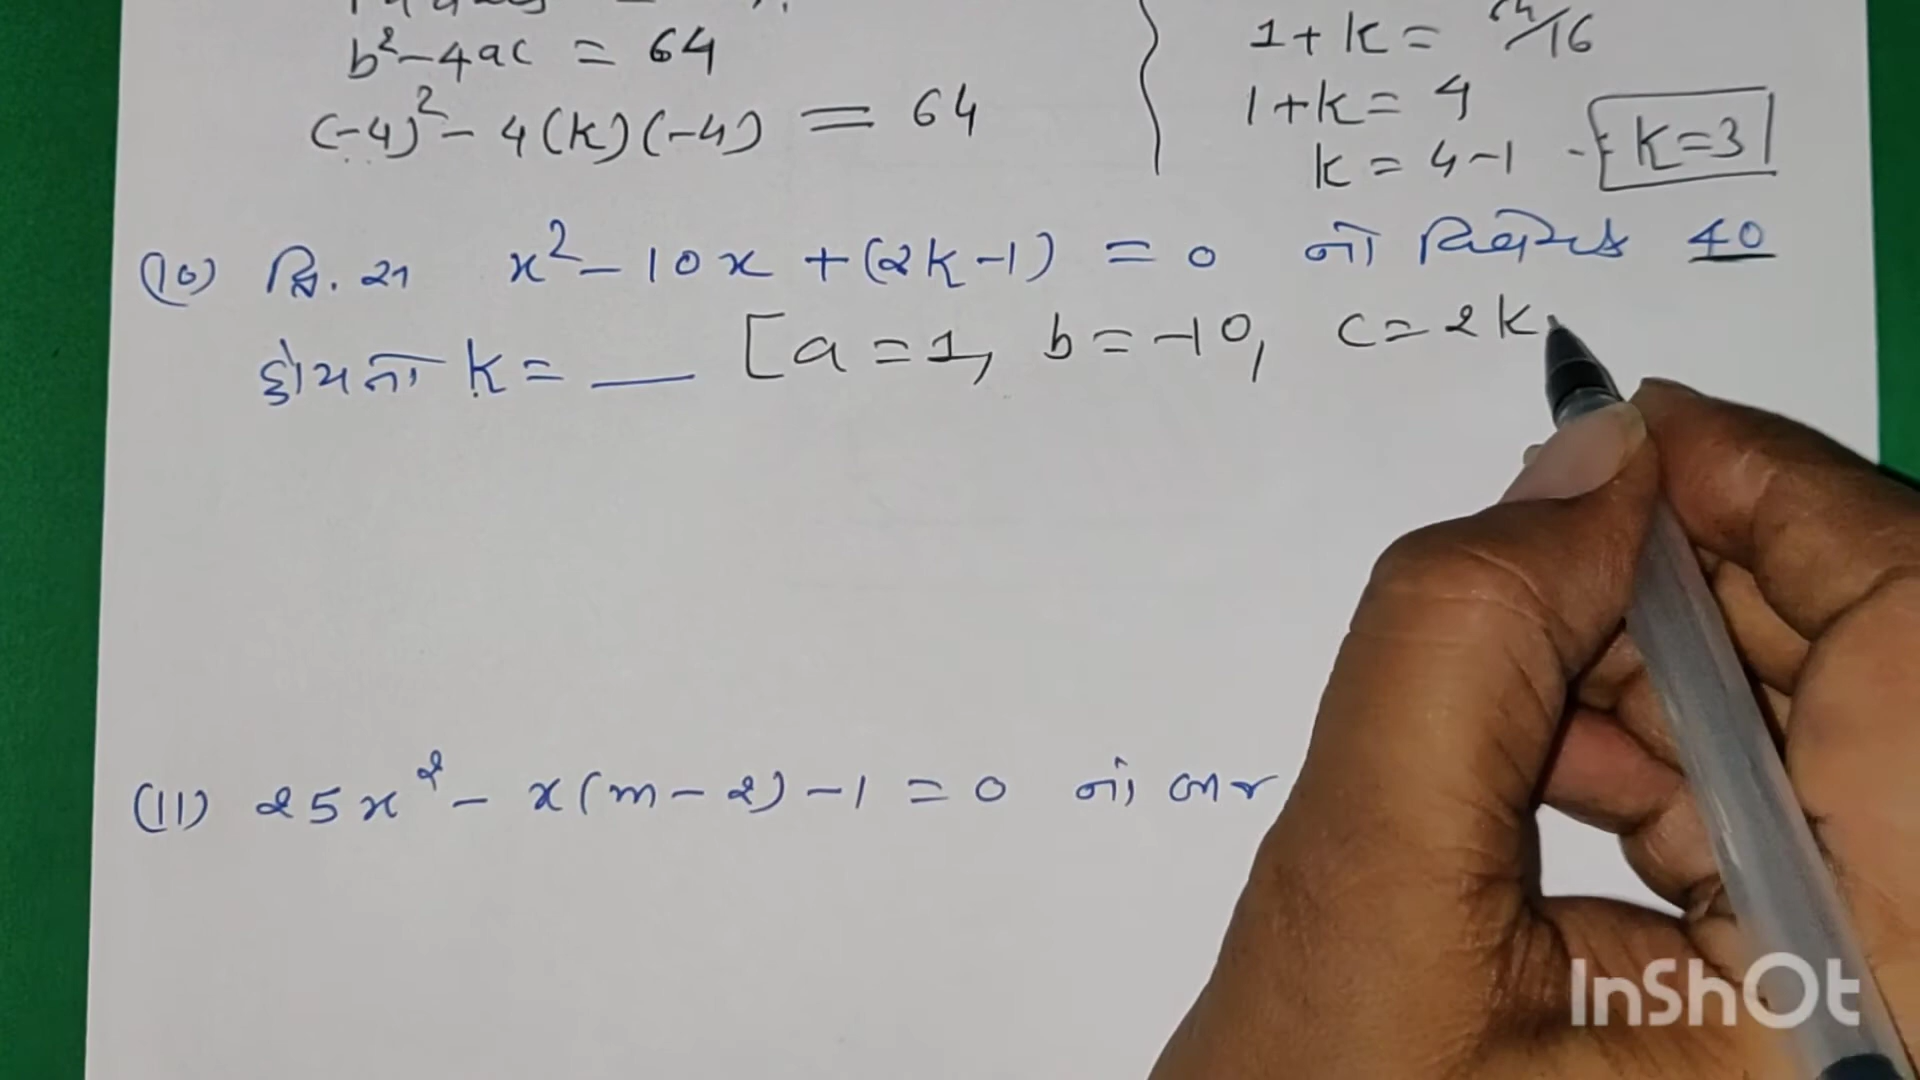 b²-4ac = 64
(-4)² - 4(k)(-4) = 64
1+k = 64/16
1+k = 4
k = 4-1
k=3
(10) દ્વિ. સ. x²-10x+(2k-1) = 0 નો વિવેચક 40
હોય તો k = __ [a=1, b=-10, c=2k
(11) 25x² - x(m-2)-1 = 0 નાં
InShOt